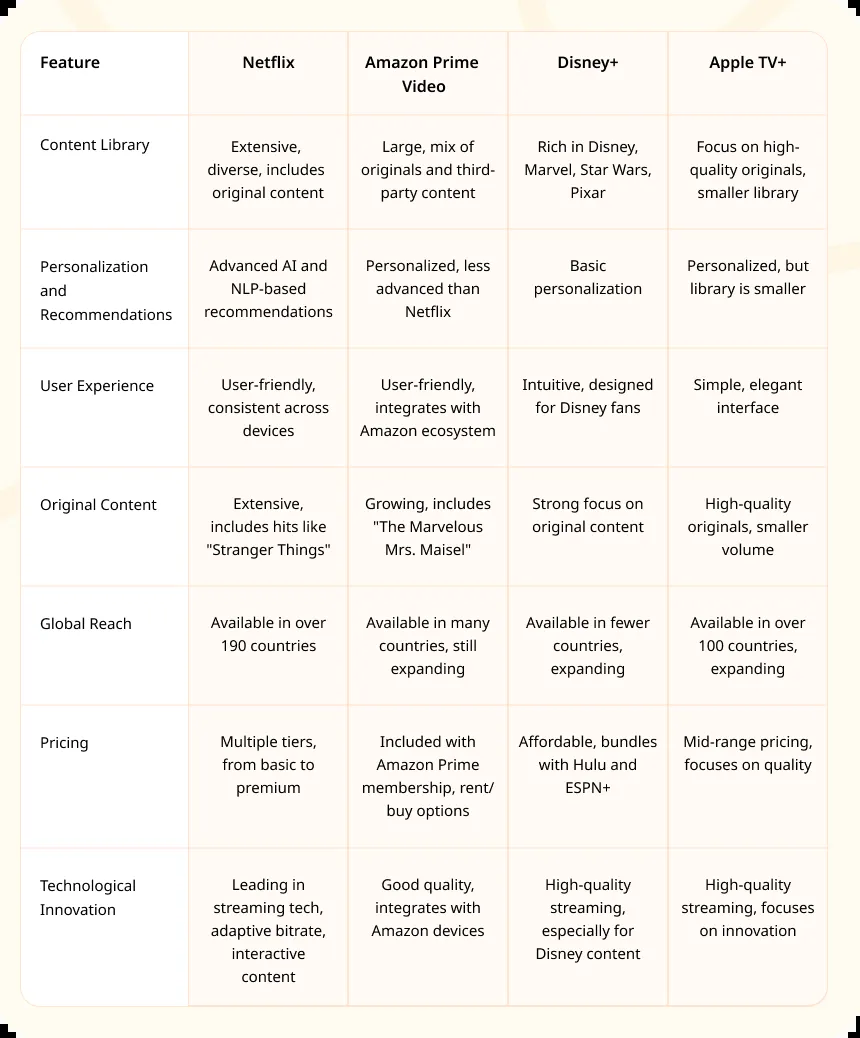 Feature
Netflix
Amazon Prime
Video
Disney+
Apple TV+
Content Library
Extensive,
diverse, includes
original content
Large, mix of
originals and third-
party content
Rich in Disney,
Marvel, Star Wars,
Pixar
Focus on high-
quality originals,
smaller library
Personalization
and
Recommendations
Advanced AI and
NLP-based
recommendations
Personalized, less
advanced than
Netflix
Basic
personalization
Personalized, but
library is smaller
User Experience
User-friendly,
consistent across
devices
User-friendly,
integrates with
Amazon ecosystem
Intuitive, designed
for Disney fans
Simple, elegant
interface
Original Content
Extensive,
includes hits like
"Stranger Things"
Growing, includes
"The Marvelous
Mrs. Maisel"
Strong focus on
original content
High-quality
originals, smaller
volume
Global Reach
Available in over
190 countries
Available in many
countries, still
expanding
Available in fewer
countries,
expanding
Available in over
100 countries,
expanding
Pricing
Multiple tiers,
from basic to
premium
Included with
Amazon Prime
membership, rent/
buy options
Affordable, bundles
with Hulu and
ESPN+
Mid-range pricing,
focuses on quality
Technological
Innovation
Leading in
streaming tech,
adaptive bitrate,
interactive
content
Good quality,
integrates with
Amazon devices
High-quality
streaming,
especially for
Disney content
High-quality
streaming, focuses
on innovation